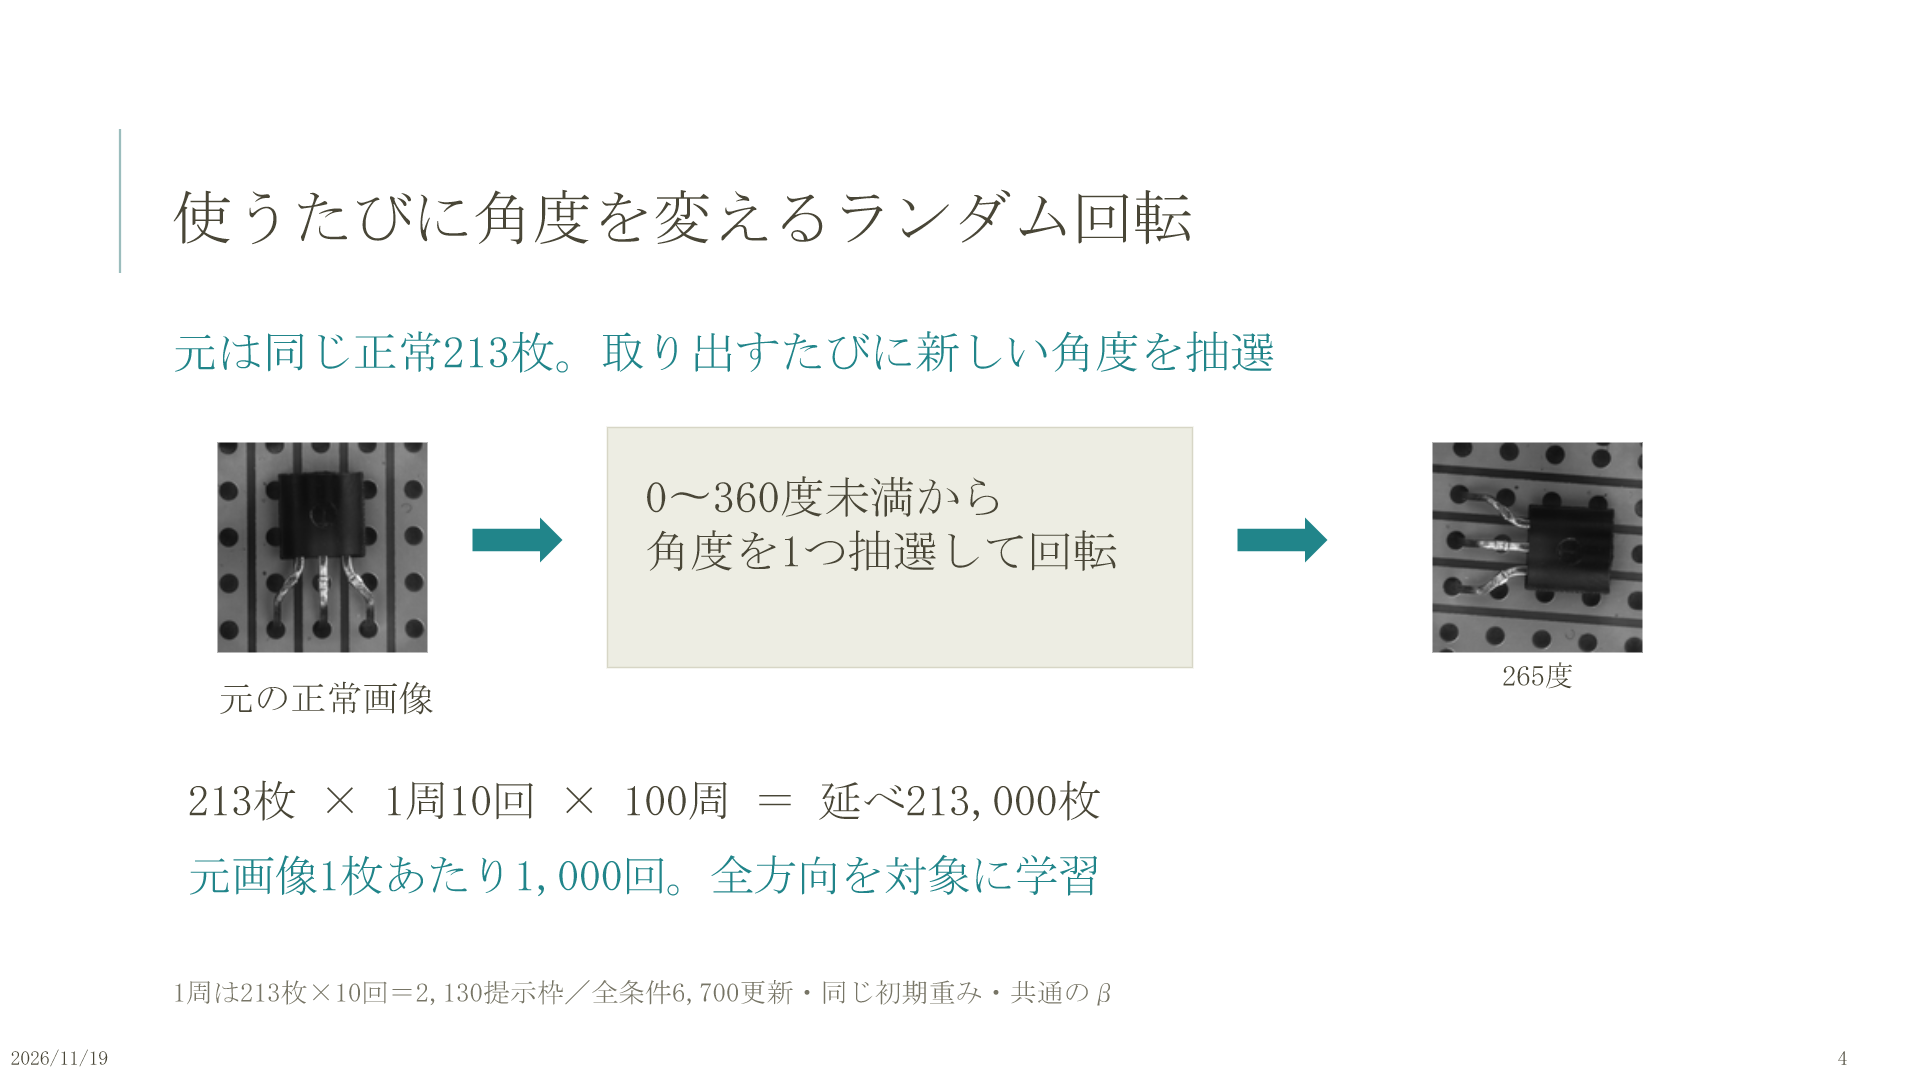 使うたびに角度を変えるランダム回転
元は同じ正常213枚。取り出すたびに新しい角度を抽選
0～360度未満から
角度を1つ抽選して回転
元の正常画像
265度
213枚 × 1周10回 × 100周 ＝ 延べ213,000枚
元画像1枚あたり1,000回。全方向を対象に学習
1周は213枚×10回＝2,130提示枠／全条件6,700更新・同じ初期重み・共通のβ
2026/11/19
4